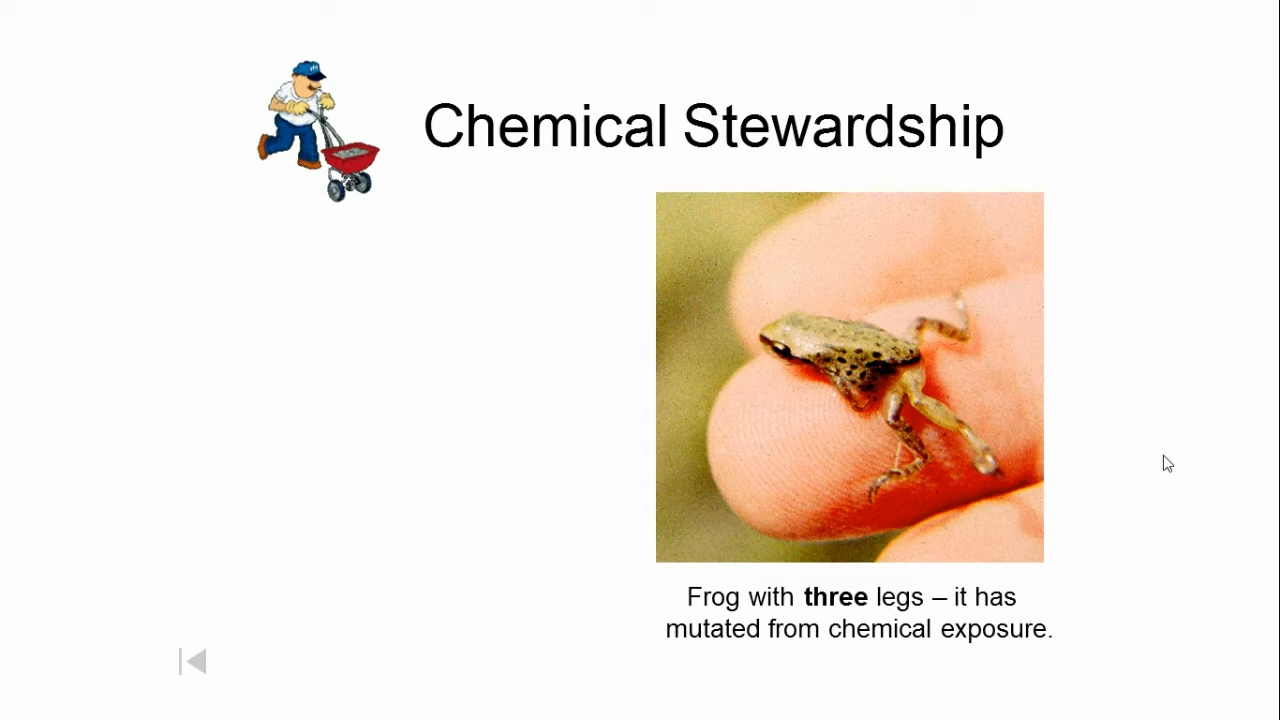 Chemical Stewardship
Frog with three legs – it has
mutated from chemical exposure.